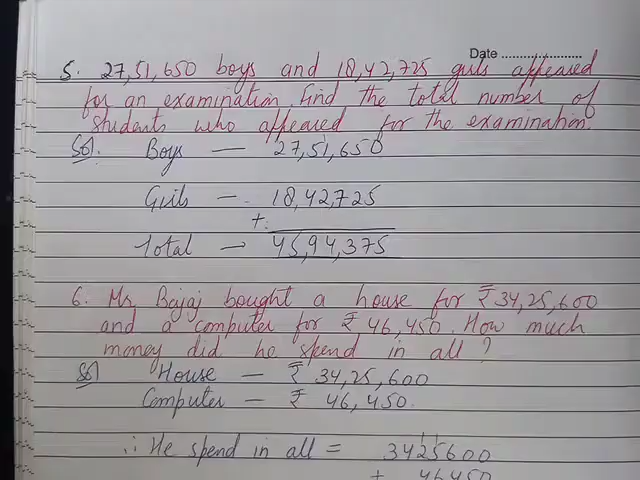 Date ......................
5. 27,51,650 boys and 18,42,725 girls appeared
for an examination. Find the total number of
students who appeared for the examination.
Sol. Boys — 27,51,650
Girls — 18,42,725
+
Total → 45,94,375
6. Mr. Bajaj bought a house for ₹ 34,25,600
and a computer for ₹ 46,450. How much
money did he spend in all?
Sol House — ₹ 34,25,600
Computer — ₹ 46,450.
1 1
∴ He spend in all = 3425600
+ 46450